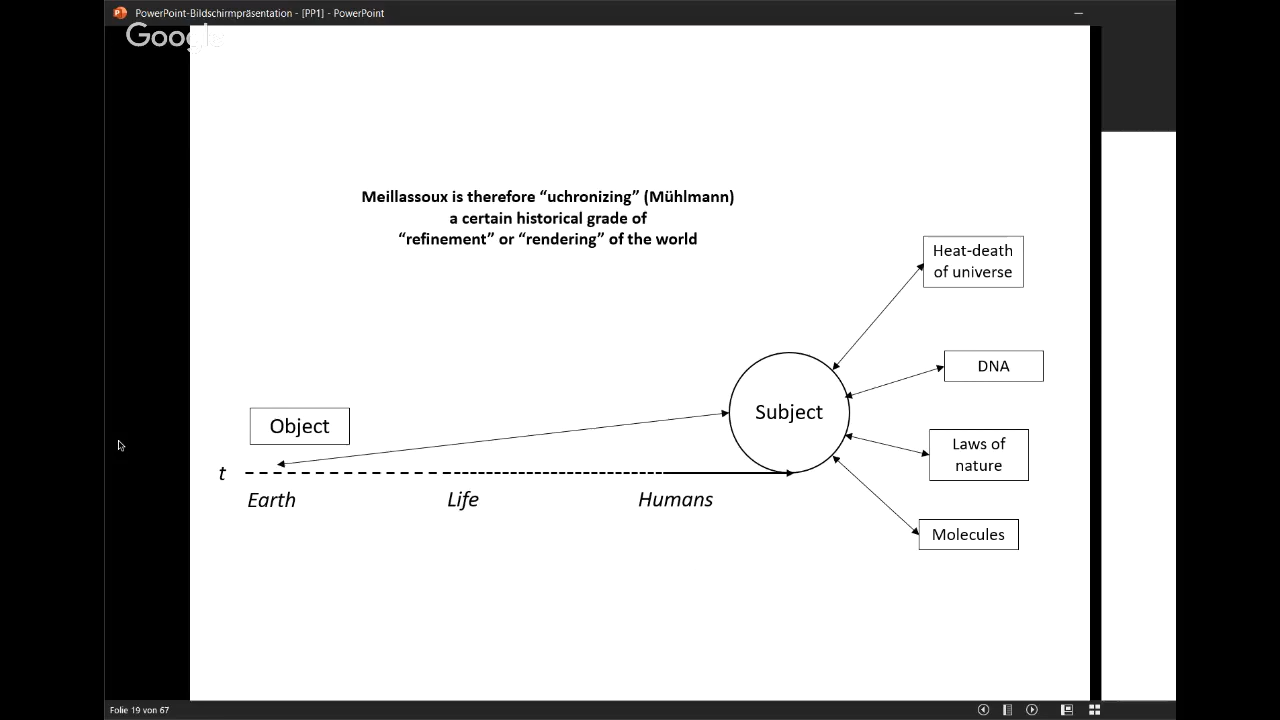 PowerPoint-Bildschirmpräsentation - [PP1] - PowerPoint
Google
Meillassoux is therefore “uchronizing” (Mühlmann)
a certain historical grade of
“refinement” or “rendering” of the world
Heat-death
of universe
DNA
Subject
Object
Laws of
nature
t
Earth
Life
Humans
Molecules
Folie 19 von 67